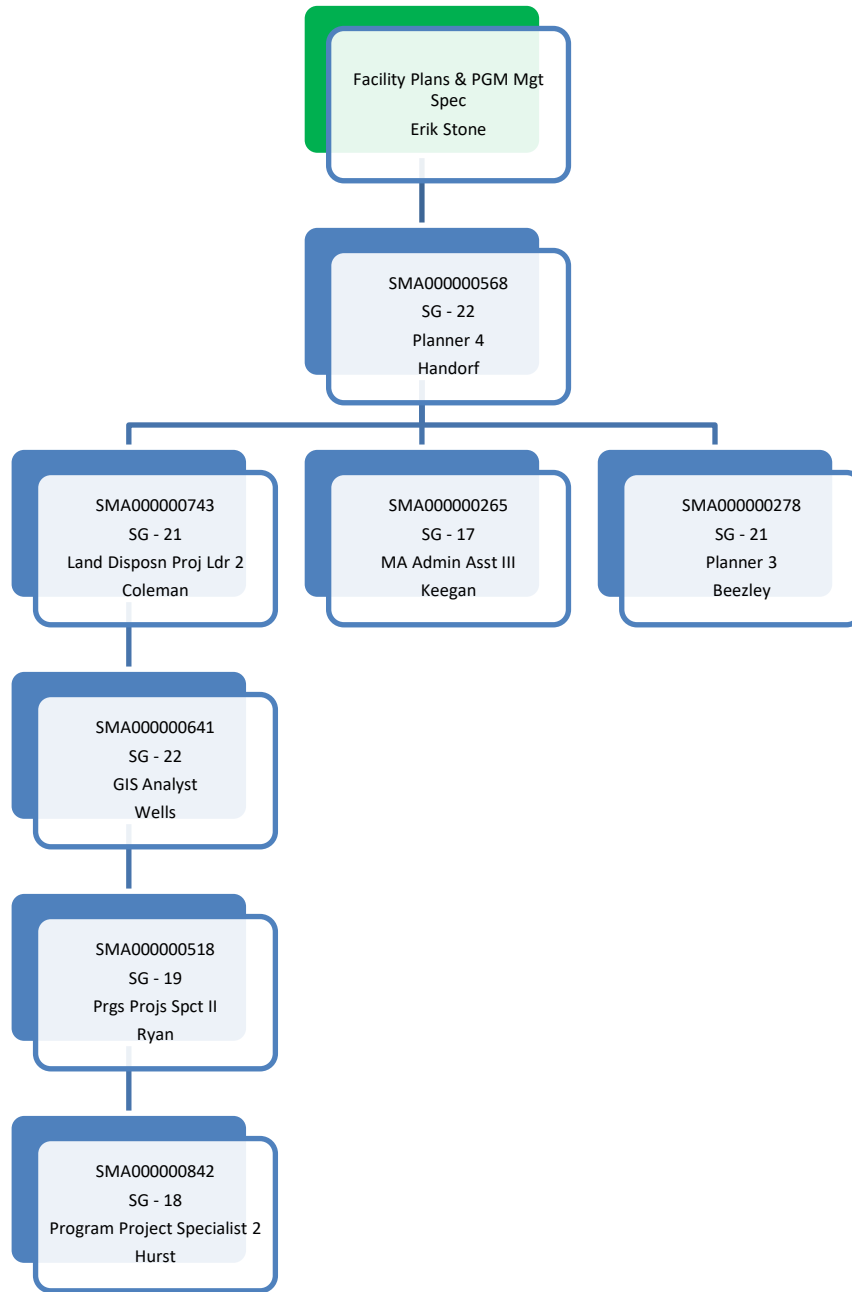 Facility Plans & PGM Mgt
Spec
Erik Stone
SMA000000568
SG - 22
Planner 4
Handorf
SMA000000743
SG - 21
Land Disposn Proj Ldr 2
Coleman
SMA000000265
SG - 17
MA Admin Asst III
Keegan
SMA000000278
SG - 21
Planner 3
Beezley
SMA000000641
SG - 22
GIS Analyst
Wells
SMA000000518
SG - 19
Prgs Projs Spct II
Ryan
SMA000000842
SG - 18
Program Project Specialist 2
Hurst